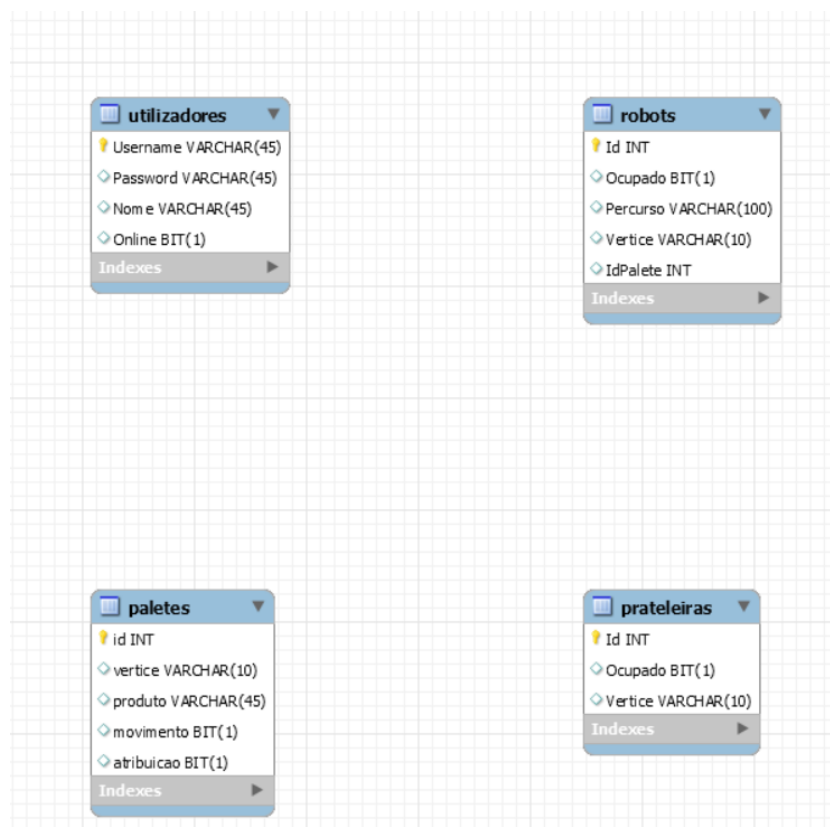 utilizadores
Username VARCHAR(45)
Password VARCHAR(45)
Nome VARCHAR(45)
Online BIT(1)
Indexes
robots
Id INT
Ocupado BIT(1)
Percurso VARCHAR(100)
Vertice VARCHAR(10)
IdPalete INT
Indexes
paletes
id INT
vertice VARCHAR(10)
produto VARCHAR(45)
movimento BIT(1)
atribuicao BIT(1)
Indexes
prateleiras
Id INT
Ocupado BIT(1)
Vertice VARCHAR(10)
Indexes